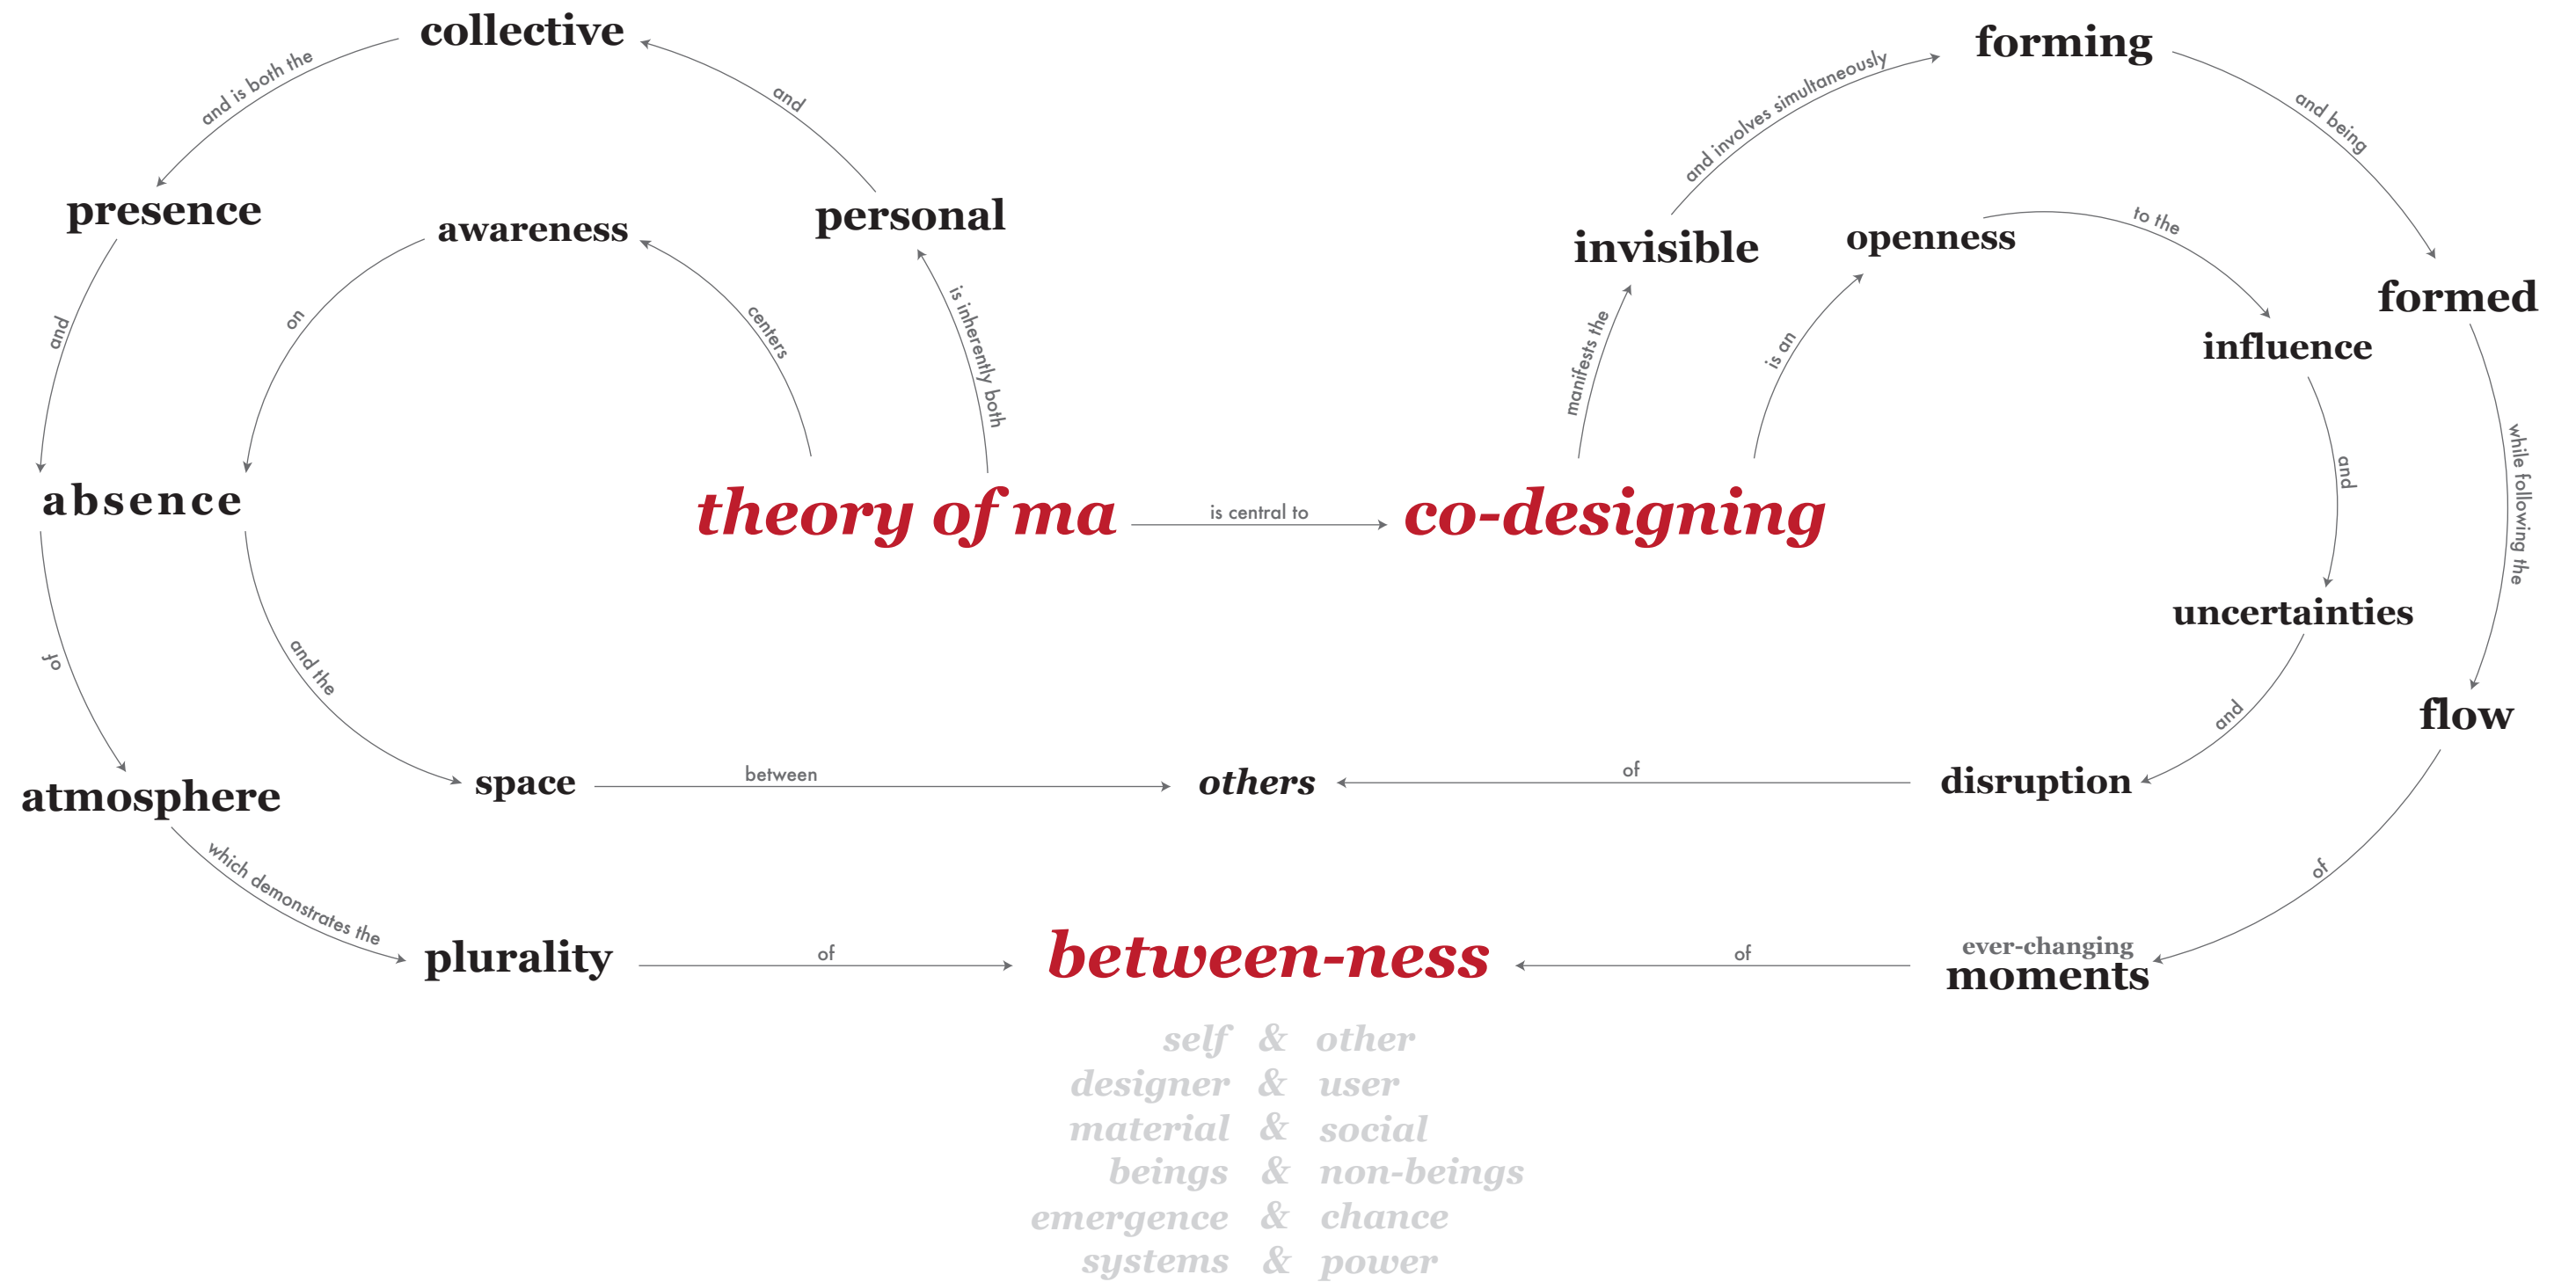 theory of ma
is central to
co-designing
is inherently both
personal
and
collective
and is both the
presence
and
absence
of
atmosphere
which demonstrates the
plurality
of
between-ness
centers
awareness
on
and the
space
between
others
manifests the
invisible
and involves simultaneously
forming
and being
formed
while following the
flow
of
ever-changing
moments
of
is an
openness
to the
influence
and
uncertainties
and
disruption
of
self & other
designer & user
material & social
beings & non-beings
emergence & chance
systems & power